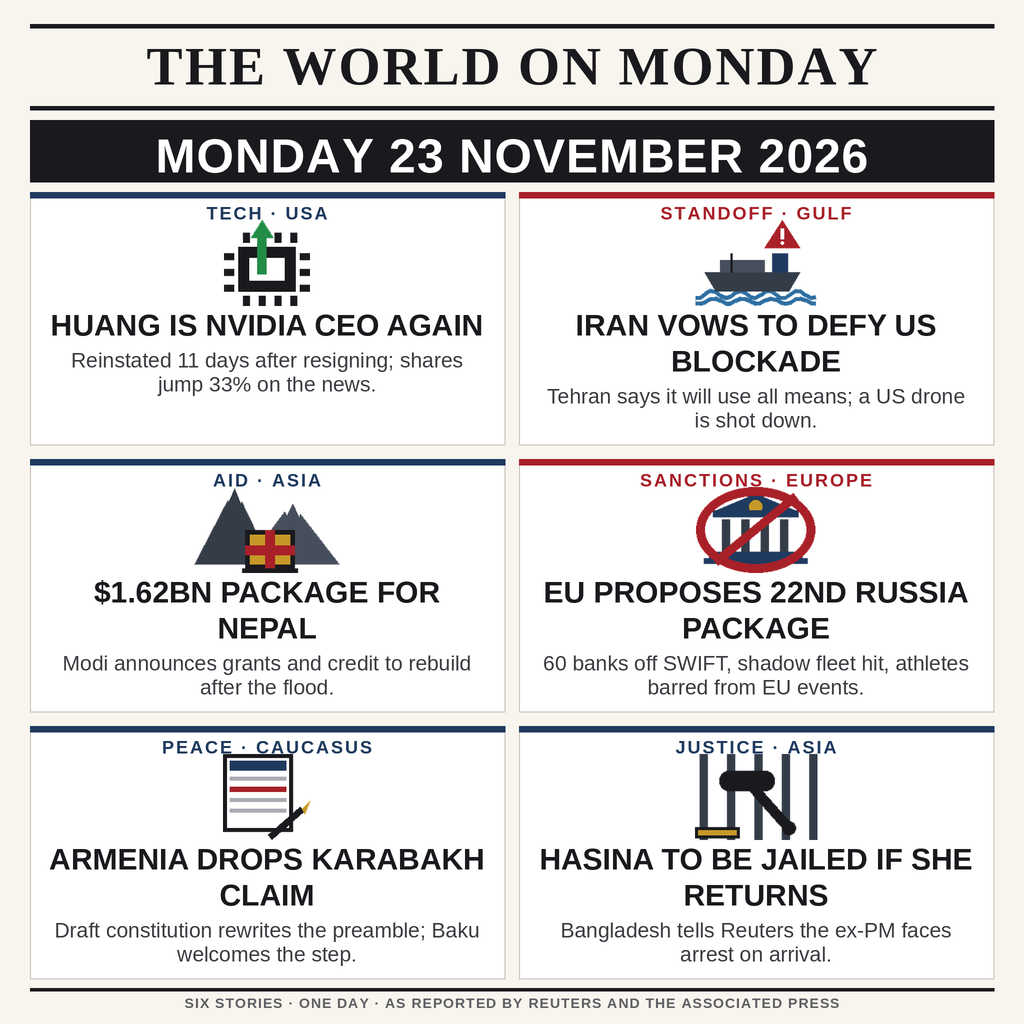 THE WORLD ON MONDAY
MONDAY 23 NOVEMBER 2026
TECH · USA
HUANG IS NVIDIA CEO AGAIN
Reinstated 11 days after resigning; shares
jump 33% on the news.
STANDOFF · GULF
IRAN VOWS TO DEFY US
BLOCKADE
Tehran says it will use all means; a US drone
is shot down.
AID · ASIA
$1.62BN PACKAGE FOR
NEPAL
Modi announces grants and credit to rebuild
after the flood.
SANCTIONS · EUROPE
EU PROPOSES 22ND RUSSIA
PACKAGE
60 banks off SWIFT, shadow fleet hit, athletes
barred from EU events.
PEACE · CAUCASUS
ARMENIA DROPS KARABAKH
CLAIM
Draft constitution rewrites the preamble; Baku
welcomes the step.
JUSTICE · ASIA
HASINA TO BE JAILED IF SHE
RETURNS
Bangladesh tells Reuters the ex-PM faces
arrest on arrival.
SIX STORIES · ONE DAY · AS REPORTED BY REUTERS AND THE ASSOCIATED PRESS